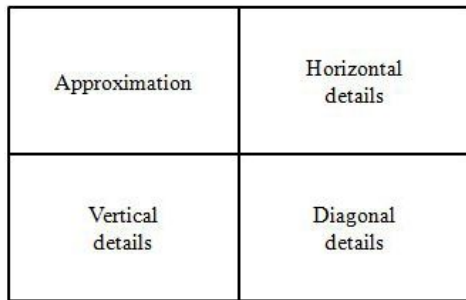 Approximation
Horizontal
details
Vertical
details
Diagonal
details